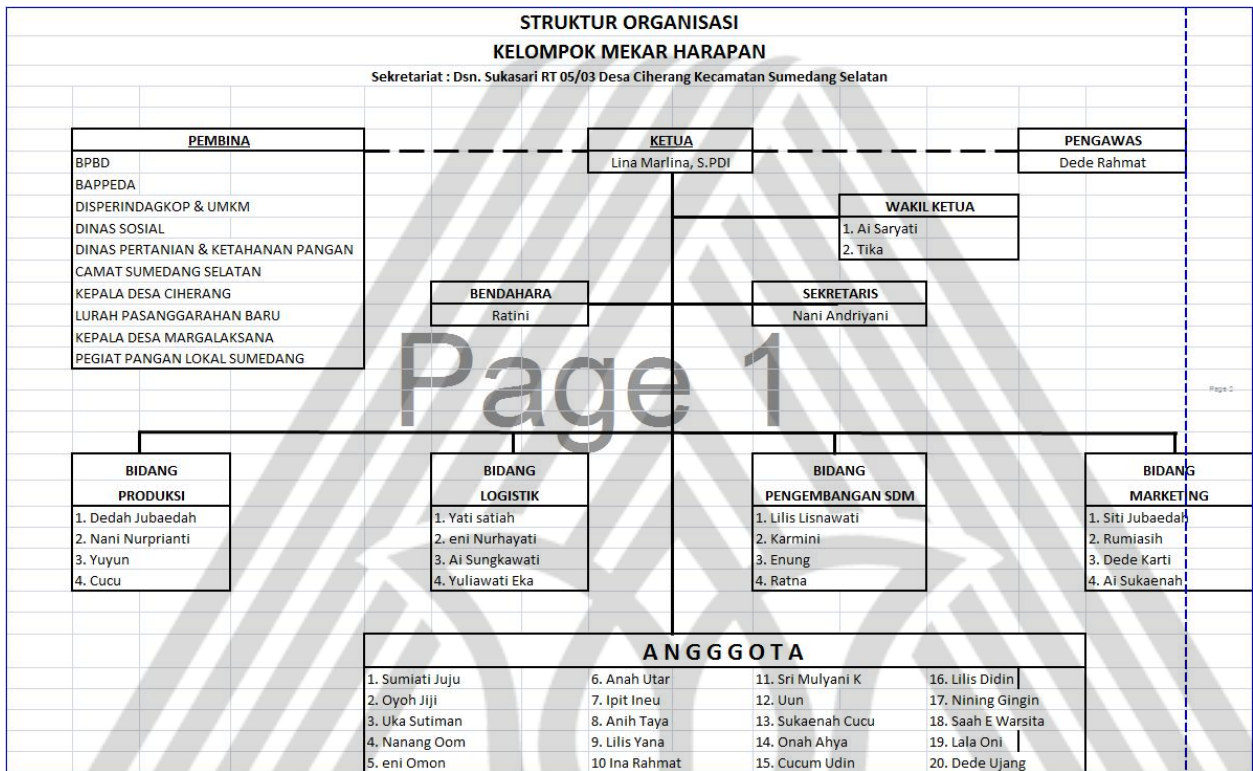 STRUKTUR ORGANISASI
KELOMPOK MEKAR HARAPAN
Sekretariat : Dsn. Sukasari RT 05/03 Desa Ciherang Kecamatan Sumedang Selatan
PEMBINA
BPBD
BAPPEDA
DISPERINDAGKOP & UMKM
DINAS SOSIAL
DINAS PERTANIAN & KETAHANAN PANGAN
CAMAT SUMEDANG SELATAN
KEPALA DESA CIHERANG
LURAH PASANGGARAHAN BARU
KEPALA DESA MARGALAKSANA
PEGIAT PANGAN LOKAL SUMEDANG
KETUA
Lina Marlina, S.PDI
PENGAWAS
Dede Rahmat
WAKIL KETUA
1. Ai Saryati
2. Tika
BENDAHARA
Ratini
SEKRETARIS
Nani Andriyani
Page 1
Page 2
BIDANG
PRODUKSI
1. Dedah Jubaedah
2. Nani Nurprianti
3. Yuyun
4. Cucu
BIDANG
LOGISTIK
1. Yati satiah
2. eni Nurhayati
3. Ai Sungkawati
4. Yuliawati Eka
BIDANG
PENGEMBANGAN SDM
1. Lilis Lisnawati
2. Karmini
3. Enung
4. Ratna
BIDANG
MARKETING
1. Siti Jubaedah
2. Rumiasih
3. Dede Karti
4. Ai Sukaenah
A N G G G O T A
1. Sumiati Juju
2. Oyoh Jiji
3. Uka Sutiman
4. Nanang Oom
5. eni Omon
6. Anah Utar
7. Ipit Ineu
8. Anih Taya
9. Lilis Yana
10 Ina Rahmat
11. Sri Mulyani K
12. Uun
13. Sukaenah Cucu
14. Onah Ahya
15. Cucum Udin
16. Lilis Didin
17. Nining Gingin
18. Saah E Warsita
19. Lala Oni
20. Dede Ujang